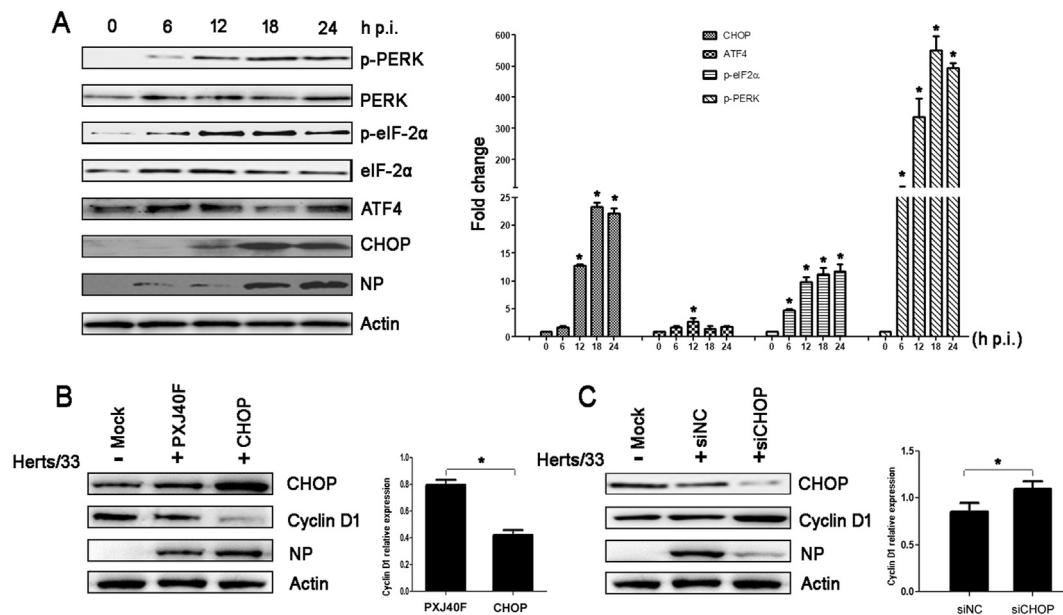 A
0 6 12 18 24 h p.i.
p-PERK
PERK
p-eIF-2α
eIF-2α
ATF4
CHOP
NP
Actin
CHOP
ATF4
p-eIF2α
p-PERK
Fold change
600
500
400
300
200
100
25
20
15
10
5
0
* * * * * * * * * * * *
0 6 12 18 24 0 6 12 18 24 0 6 12 18 24 0 6 12 18 24 (h p.i.)
B
Mock PXJ40F CHOP
Herts/33 - + +
CHOP
Cyclin D1
NP
Actin
Cyclin D1 relative expression
1.0
0.8
0.6
0.4
0.2
0.0
*
PXJ40F CHOP
C
Mock siNC siCHOP
Herts/33 - + +
CHOP
Cyclin D1
NP
Actin
Cyclin D1 relative expression
1.5
1.0
0.5
0.0
*
siNC siCHOP